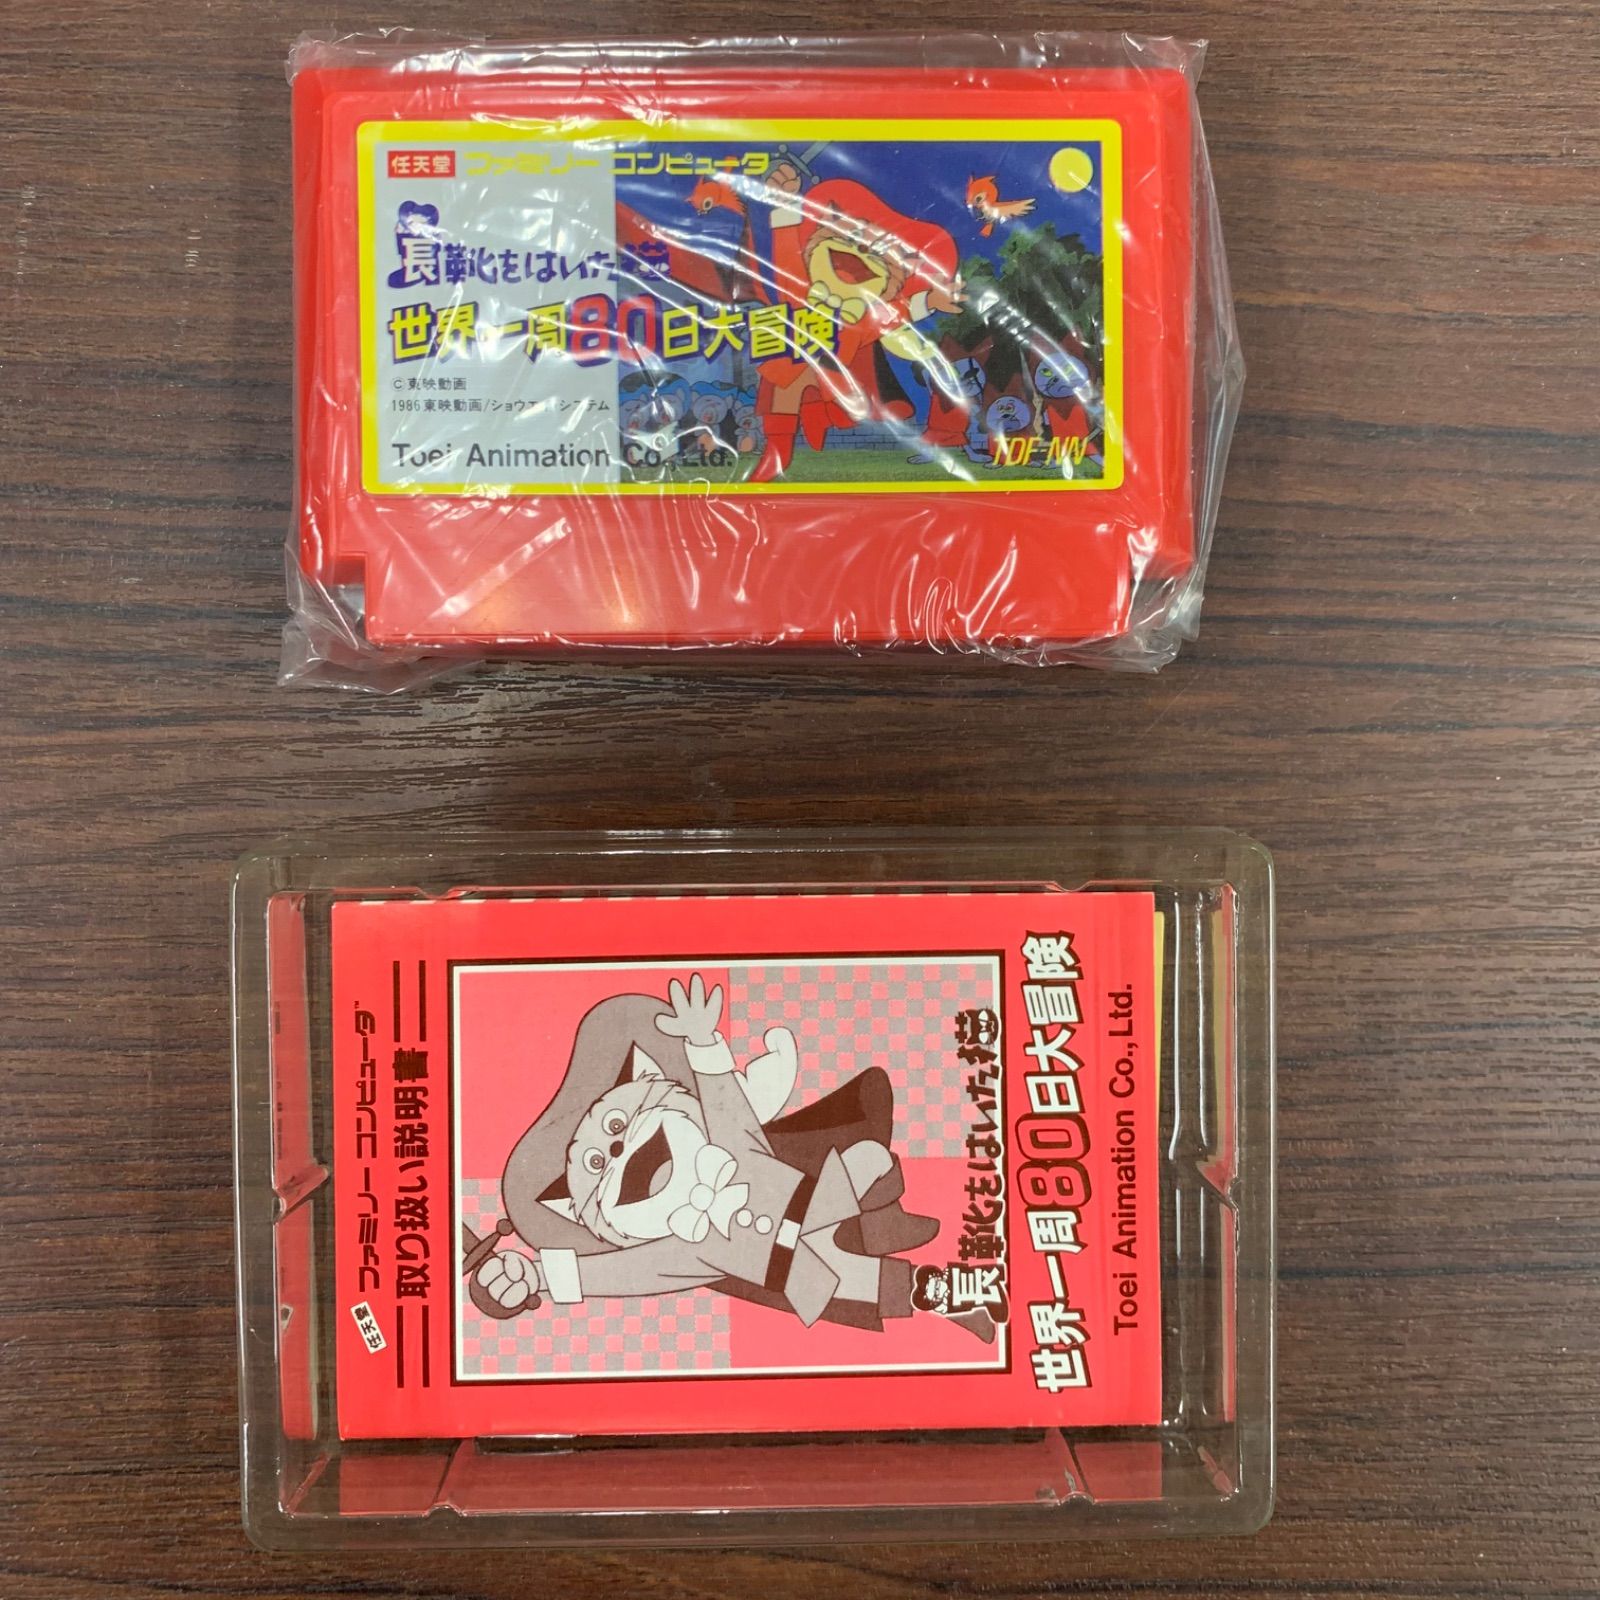 任天堂 ファミリー コンピュータ
長靴をはいた猫
世界一周80日大冒険
© 東映動画
1986 東映動画/ショウエイシステム
Toei Animation Co., Ltd.
TDF-NN
任天堂 ファミリーコンピュータ™
取り扱い説明書
長靴をはいた猫
世界一周80日大冒険
Toei Animation Co., Ltd.